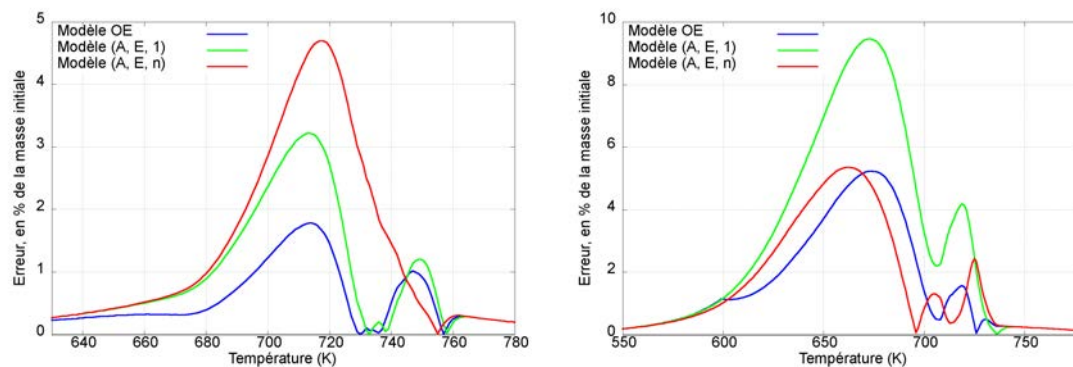 5
4
3
2
1
0
Modèle OE
Modèle (A, E, 1)
Modèle (A, E, n)
Erreur, en % de la masse initiale
640 660 680 700 720 740 760 780
Température (K)
10
8
6
4
2
0
Modèle OE
Modèle (A, E, 1)
Modèle (A, E, n)
Erreur, en % de la masse initiale
550 600 650 700 750
Température (K)